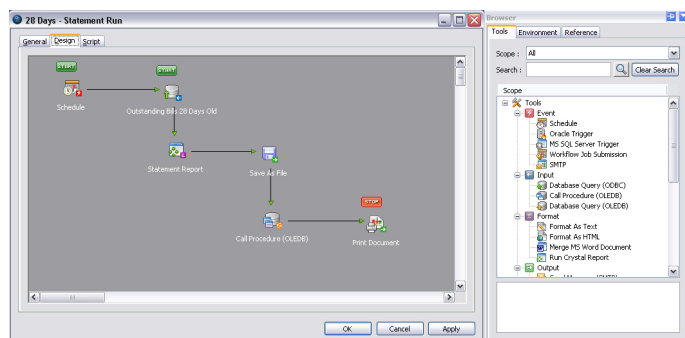 28 Days - Statement Run
General Design Script
START
START
Schedule
Outstanding Bills 28 Days Old
Statement Report
Save As File
STOP
Call Procedure (OLEDB)
Print Document
OK Cancel Apply
Browser
Tools Environment Reference
Scope : All
Search : Clear Search
Scope
Tools
Event
Schedule
Oracle Trigger
MS SQL Server Trigger
Workflow Job Submission
SMTP
Input
Database Query (ODBC)
Call Procedure (OLEDB)
Database Query (OLEDB)
Format
Format As Text
Format As HTML
Merge MS Word Document
Run Crystal Report
Output